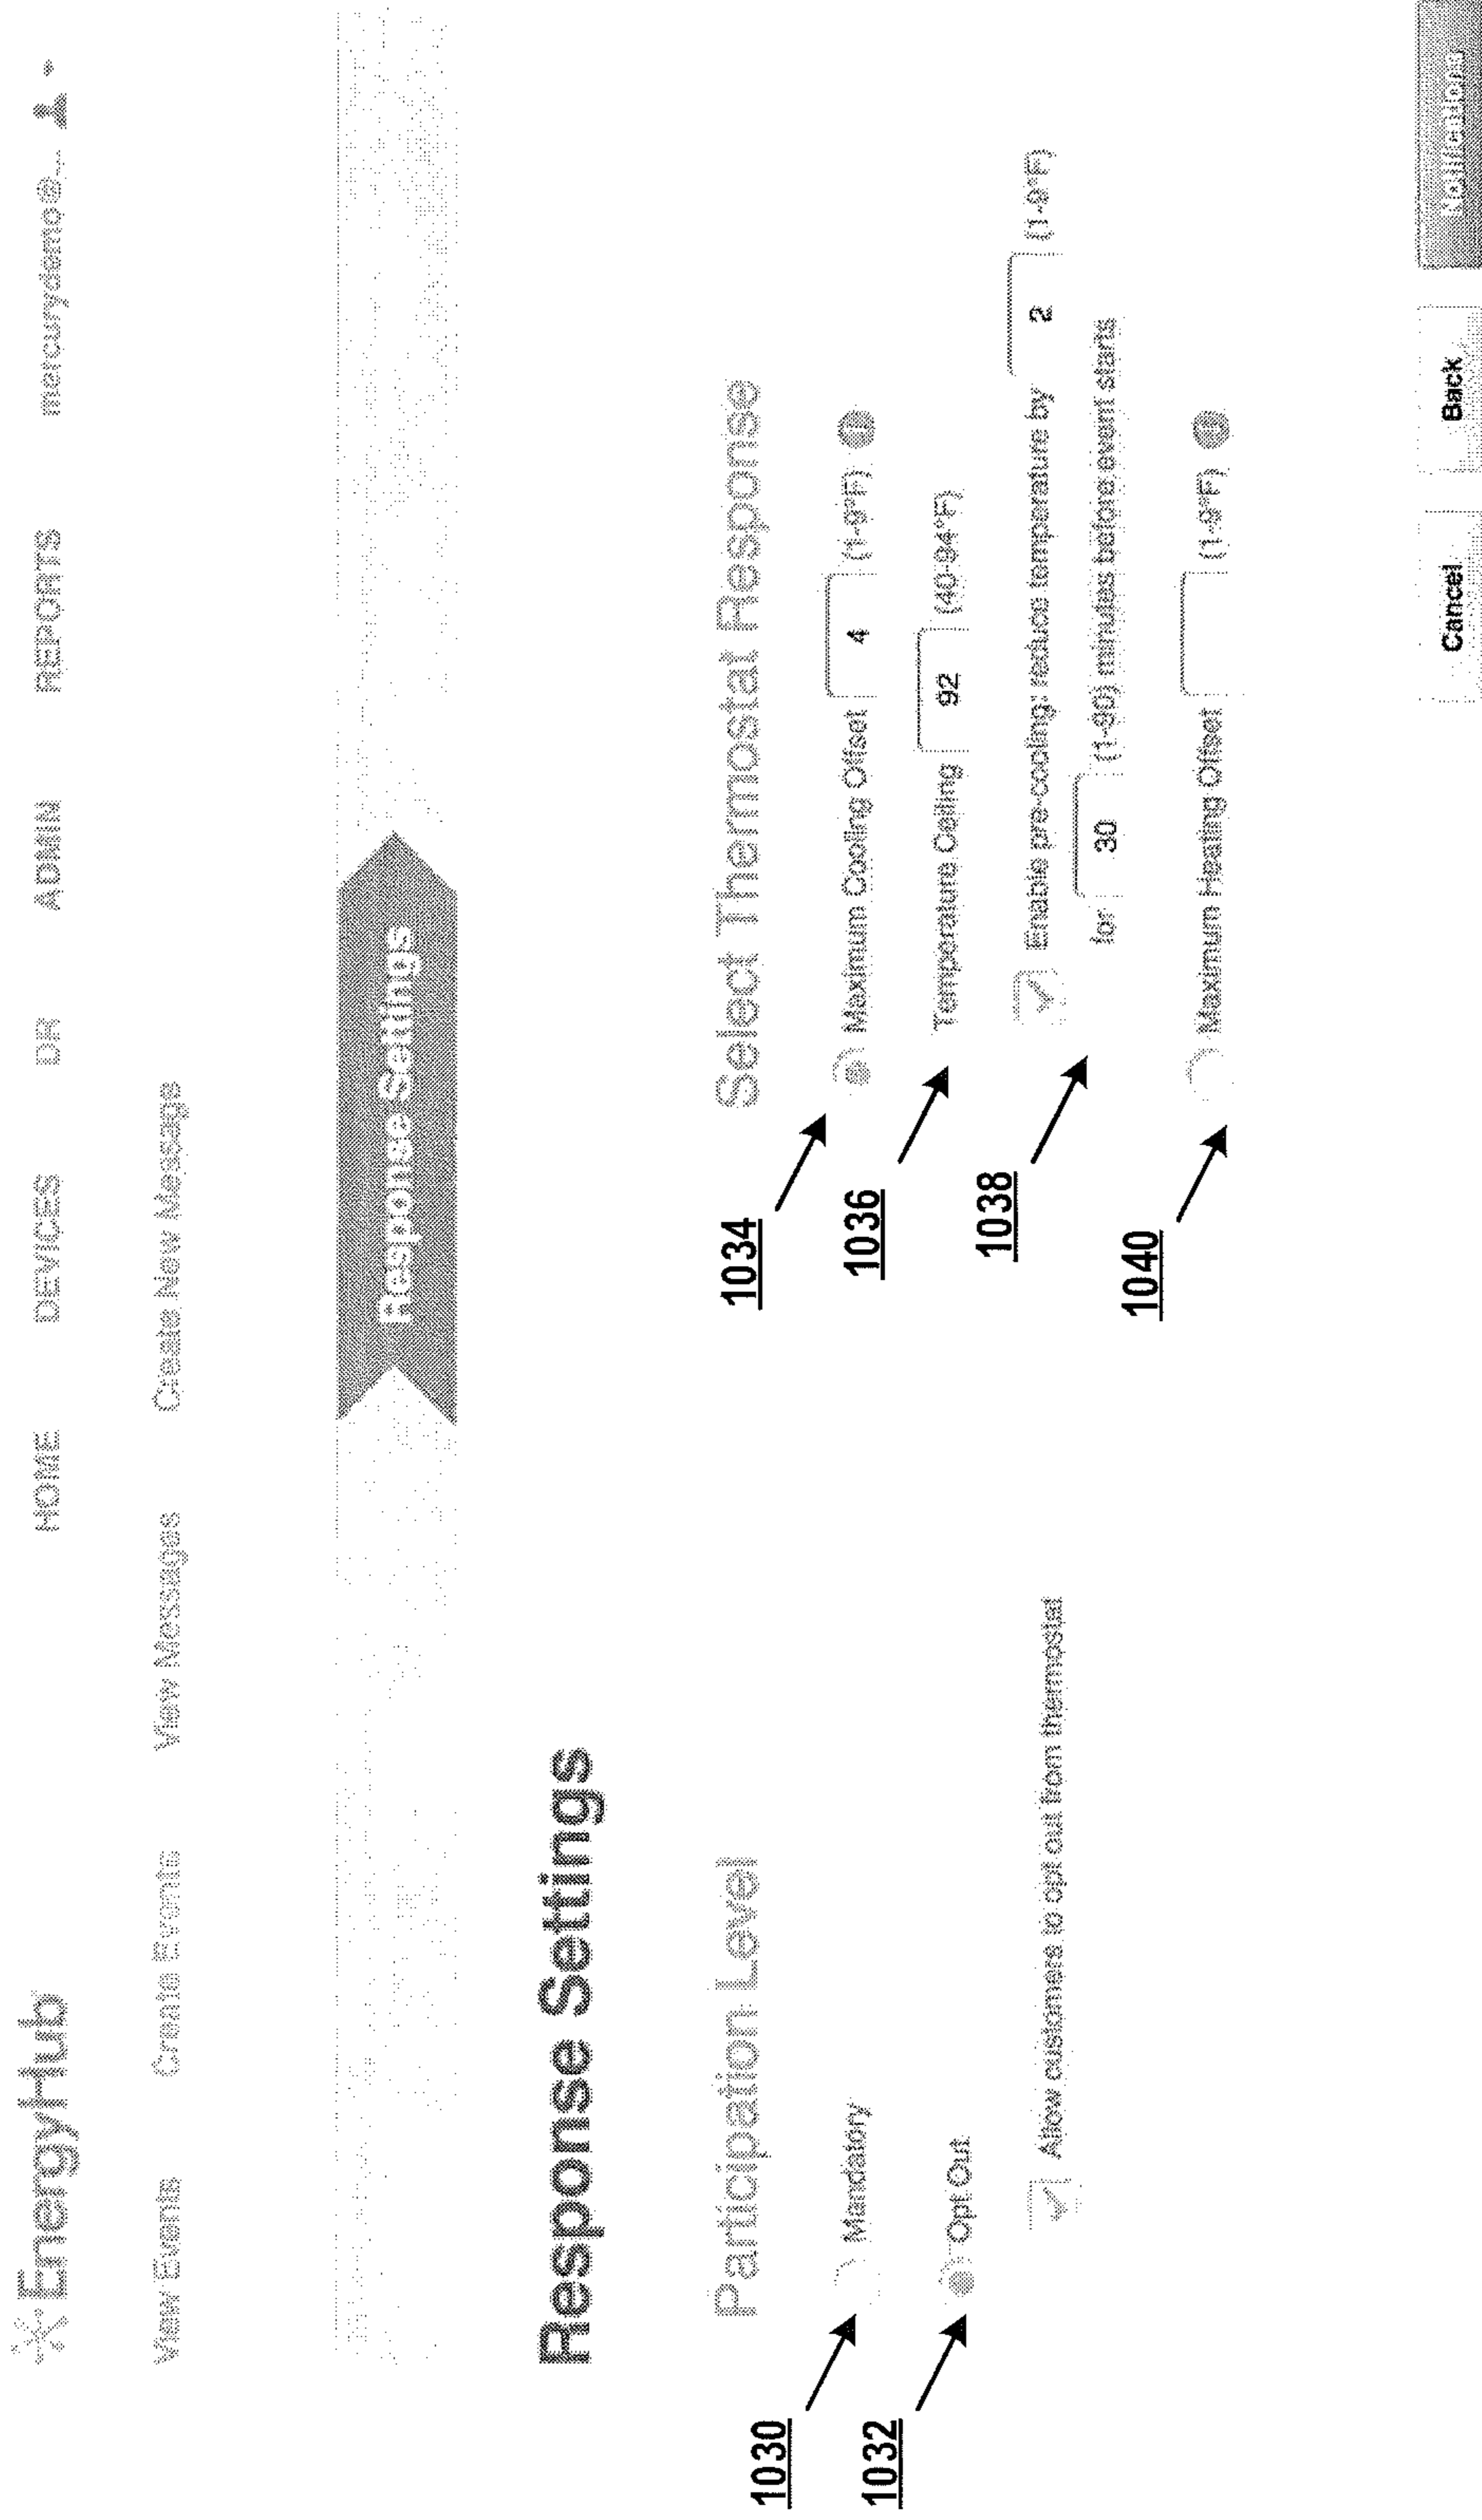 EnergyHub HOME DEVICES DR ADMIN REPORTS mercurydemo@...
View Events Create Events View Messages Create New Message
Response Settings
Response Settings
Participation Level
1030
Mandatory
1032
Opt Out
Allow customers to opt out from thermostat
Select Thermostat Response
1034
Maximum Cooling Offset 4 (1-9°F)
1036
Temperature Ceiling 92 (40-94°F)
1038
Enable pre-cooling: reduce temperature by 2 (1-9°F)
for 30 (1-90) minutes before event starts
1040
Maximum Heating Offset (1-9°F)
Cancel Back Notifications